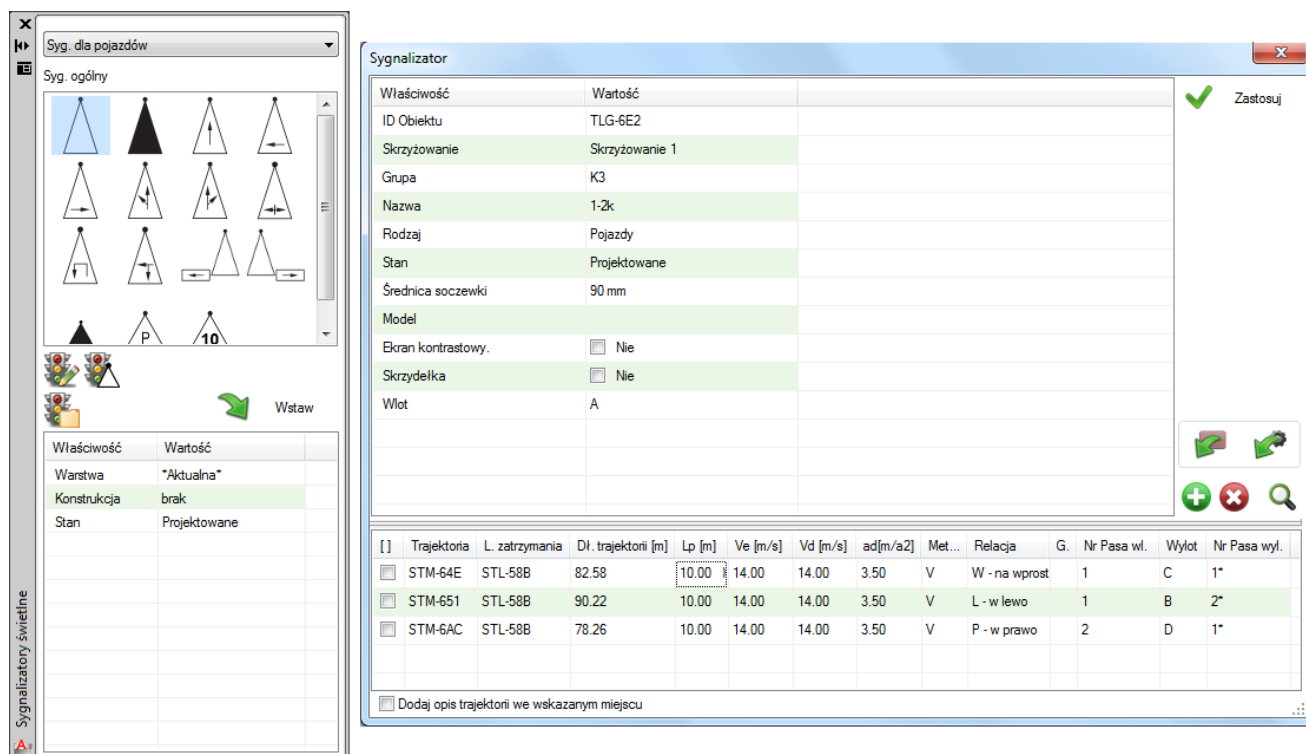 Syg. dla pojazdów
Syg. ogólny
P
10
Wstaw
Właściwość Wartość
Warstwa *Aktualna*
Konstrukcja brak
Stan Projektowane
Sygnalizatory świetlne
Sygnalizator
Właściwość Wartość
ID Obiektu TLG-6E2
Skrzyżowanie Skrzyżowanie 1
Grupa K3
Nazwa 1-2k
Rodzaj Pojazdy
Stan Projektowane
Średnica soczewki 90 mm
Model
Ekran kontrastowy. Nie
Skrzydełka Nie
Wlot A
Zastosuj
[ ] Trajektoria L. zatrzymania Dł. trajektorii [m] Lp [m] Ve [m/s] Vd [m/s] ad[m/a2] Met... Relacja G. Nr Pasa wl. Wylot Nr Pasa wyl.
STM-64E STL-58B 82.58 10.00 14.00 14.00 3.50 V W - na wprost 1 C 1*
STM-651 STL-58B 90.22 10.00 14.00 14.00 3.50 V L - w lewo 1 B 2*
STM-6AC STL-58B 78.26 10.00 14.00 14.00 3.50 V P - w prawo 2 D 1*
Dodaj opis trajektorii we wskazanym miejscu